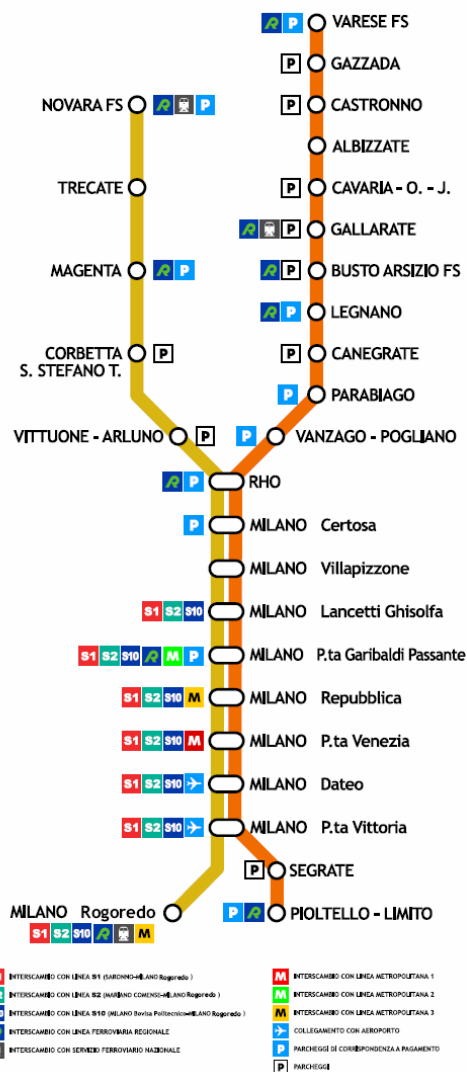 VARESE FS
R P
GAZZADA
P
NOVARA FS
R P
CASTRONNO
P
ALBIZZATE
TRECATE
CAVARIA - O. - J.
P
GALLARATE
R P
MAGENTA
R P
BUSTO ARSIZIO FS
R P
LEGNANO
R P
CORBETTA
S. STEFANO T.
P
CANEGRATE
P
PARABIAGO
P
VITTUONE - ARLUNO
P
VANZAGO - POGLIANO
P
R P
RHO
P
MILANO Certosa
MILANO Villapizzone
S1 S2 S10
MILANO Lancetti Ghisolfa
S1 S2 S10 R M P
MILANO P.ta Garibaldi Passante
S1 S2 S10 M
MILANO Repubblica
S1 S2 S10 M
MILANO P.ta Venezia
S1 S2 S10
MILANO Dateo
S1 S2 S10
MILANO P.ta Vittoria
P
SEGRATE
MILANO Rogoredo
S1 S2 S10 R M
P R
PIOLTELLO - LIMITO
INTERSCAMBIO CON LINEA S1 (SARONNO-MILANO Rogoredo )
INTERSCAMBIO CON LINEA S2 (MARIANO COMENSE-MILANO Rogoredo )
INTERSCAMBIO CON LINEA S10 (MILANO Bovisa Politecnico-MILANO Rogoredo )
INTERSCAMBIO CON LINEA FERROVIARIA REGIONALE
INTERSCAMBIO CON SERVIZIO FERROVIARIO NAZIONALE
M INTERSCAMBIO CON LINEA METROPOLITANA 1
M INTERSCAMBIO CON LINEA METROPOLITANA 2
M INTERSCAMBIO CON LINEA METROPOLITANA 3
COLLEGAMENTO CON AEROPORTO
P PARCHEGGI DI CORRISPONDENZA A PAGAMENTO
P PARCHEGGI